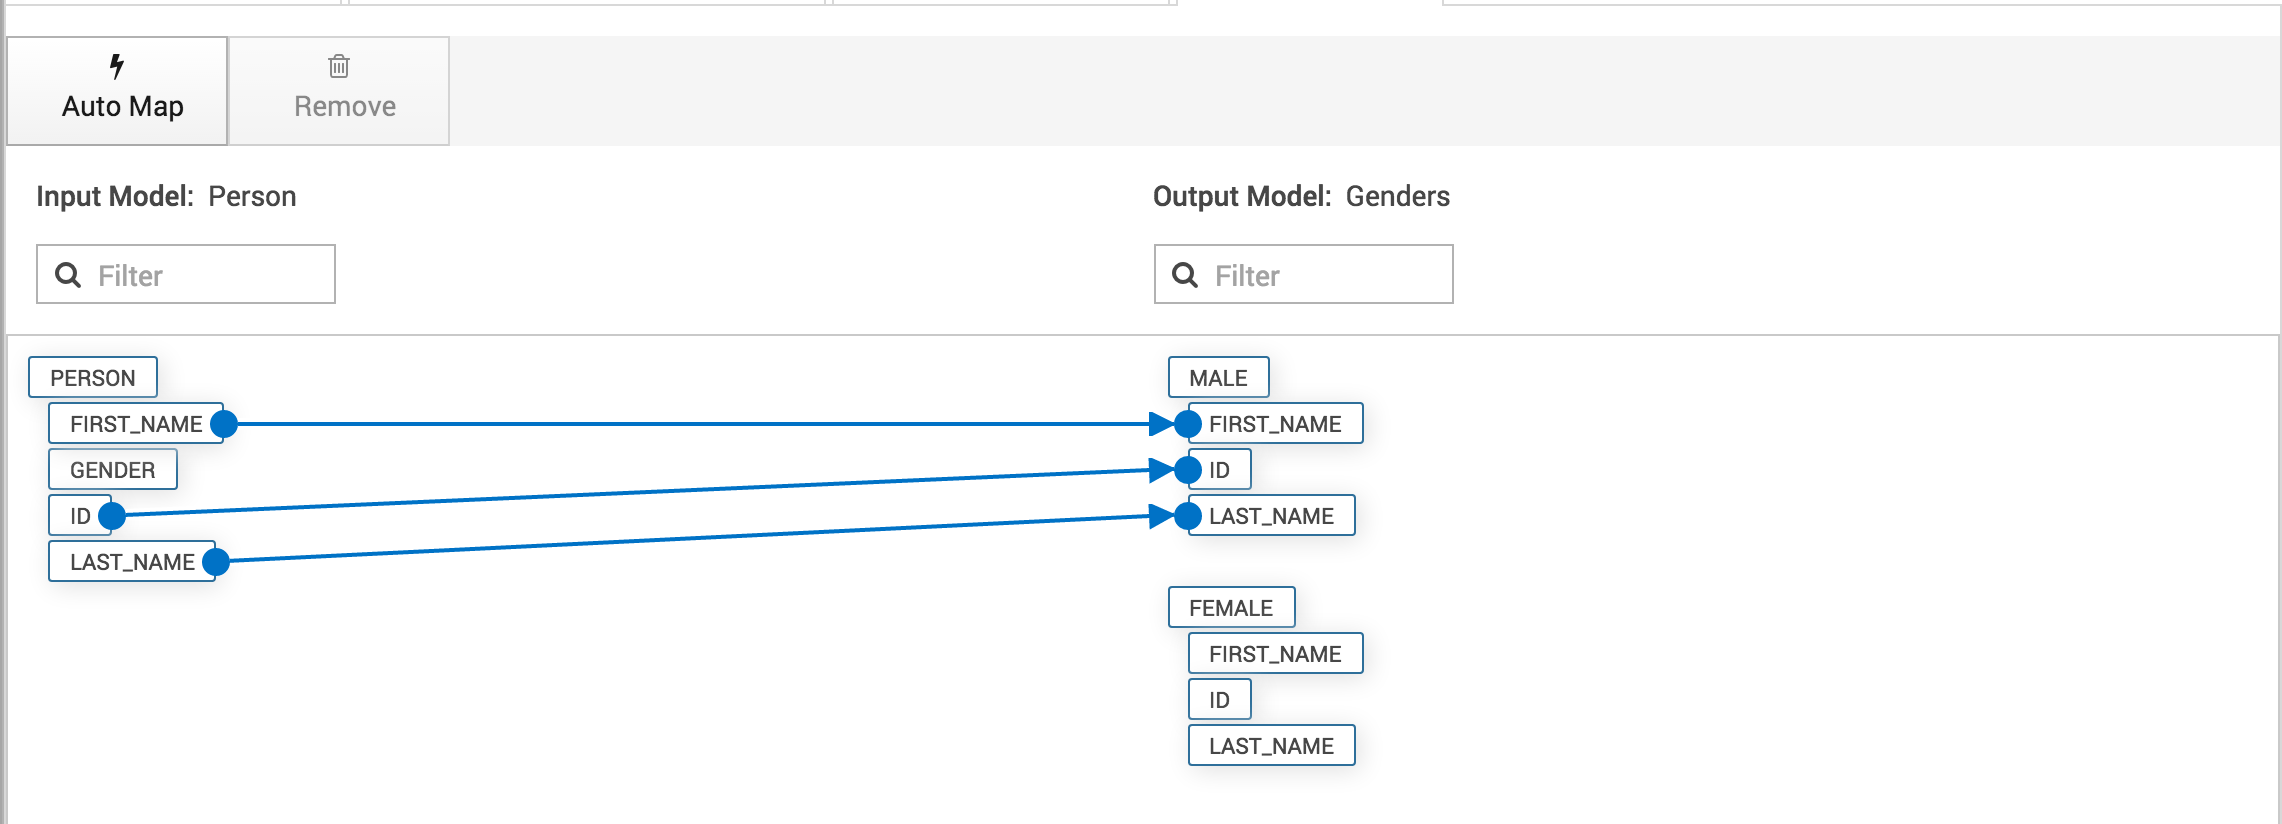 Auto Map
Remove
Input Model: Person
Output Model: Genders
Filter
Filter
PERSON
FIRST_NAME
GENDER
ID
LAST_NAME
MALE
FIRST_NAME
ID
LAST_NAME
FEMALE
FIRST_NAME
ID
LAST_NAME